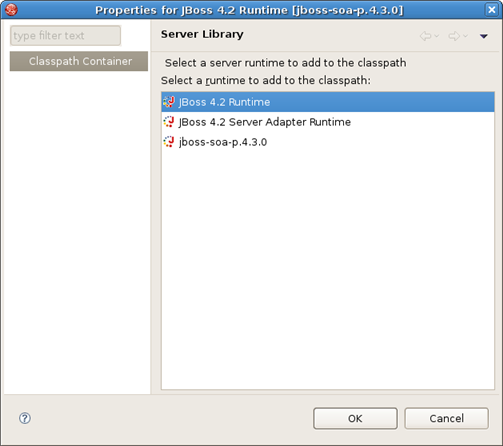 Properties for JBoss 4.2 Runtime [jboss-soa-p.4.3.0]
type filter text
Classpath Container
Server Library
Select a server runtime to add to the classpath
Select a runtime to add to the classpath:
JBoss 4.2 Runtime
JBoss 4.2 Server Adapter Runtime
jboss-soa-p.4.3.0
?
OK
Cancel